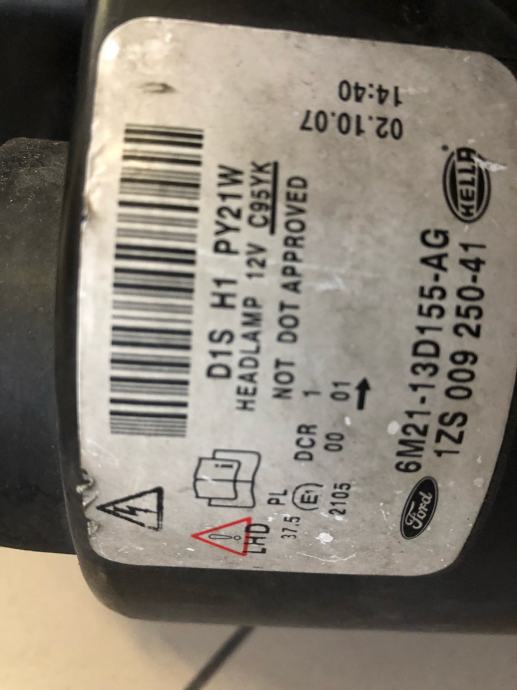 02.10.07
14:40
D1S H1 PY21W
HEADLAMP 12V C95YK
NOT DOT APPROVED
HELLA
6M21-13D155-AG
1ZS 009 250-41
Ford
LHD
PL DCR 1
37.5 00 01
E1
2105